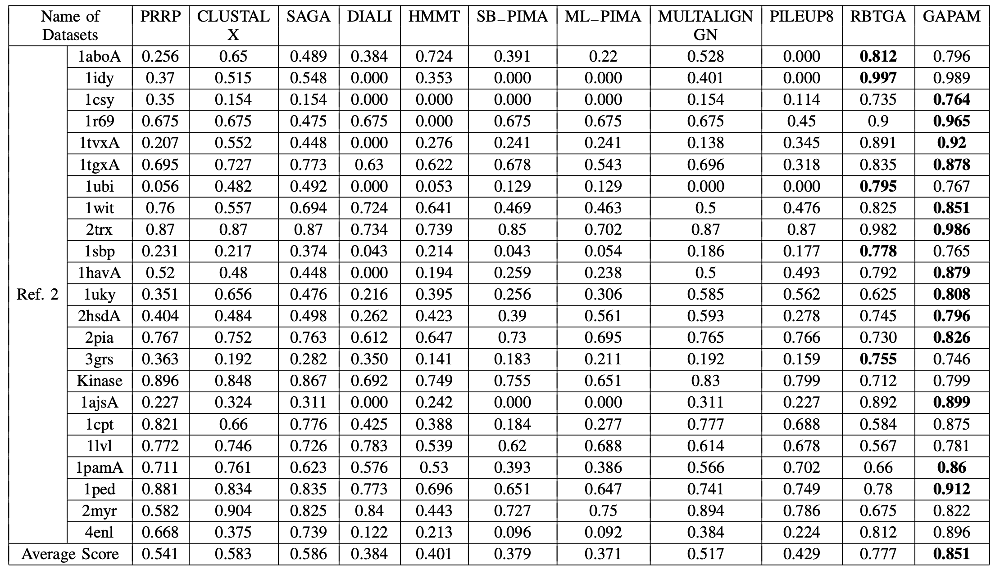 Name of Datasets PRRP CLUSTAL X SAGA DIALI HMMT SB_PIMA ML_PIMA MULTALIGN GN PILEUP8 RBTGA GAPAM
Ref. 2
1aboA 0.256 0.65 0.489 0.384 0.724 0.391 0.22 0.528 0.000 0.812 0.796
1idy 0.37 0.515 0.548 0.000 0.353 0.000 0.000 0.401 0.000 0.997 0.989
1csy 0.35 0.154 0.154 0.000 0.000 0.000 0.000 0.154 0.114 0.735 0.764
1r69 0.675 0.675 0.475 0.675 0.000 0.675 0.675 0.675 0.45 0.9 0.965
1tvxA 0.207 0.552 0.448 0.000 0.276 0.241 0.241 0.138 0.345 0.891 0.92
1tgxA 0.695 0.727 0.773 0.63 0.622 0.678 0.543 0.696 0.318 0.835 0.878
1ubi 0.056 0.482 0.492 0.000 0.053 0.129 0.129 0.000 0.000 0.795 0.767
1wit 0.76 0.557 0.694 0.724 0.641 0.469 0.463 0.5 0.476 0.825 0.851
2trx 0.87 0.87 0.87 0.734 0.739 0.85 0.702 0.87 0.87 0.982 0.986
1sbp 0.231 0.217 0.374 0.043 0.214 0.043 0.054 0.186 0.177 0.778 0.765
1havA 0.52 0.48 0.448 0.000 0.194 0.259 0.238 0.5 0.493 0.792 0.879
1uky 0.351 0.656 0.476 0.216 0.395 0.256 0.306 0.585 0.562 0.625 0.808
2hsdA 0.404 0.484 0.498 0.262 0.423 0.39 0.561 0.593 0.278 0.745 0.796
2pia 0.767 0.752 0.763 0.612 0.647 0.73 0.695 0.765 0.766 0.730 0.826
3grs 0.363 0.192 0.282 0.350 0.141 0.183 0.211 0.192 0.159 0.755 0.746
Kinase 0.896 0.848 0.867 0.692 0.749 0.755 0.651 0.83 0.799 0.712 0.799
1ajsA 0.227 0.324 0.311 0.000 0.242 0.000 0.000 0.311 0.227 0.892 0.899
1cpt 0.821 0.66 0.776 0.425 0.388 0.184 0.277 0.777 0.688 0.584 0.875
1lvl 0.772 0.746 0.726 0.783 0.539 0.62 0.688 0.614 0.678 0.567 0.781
1pamA 0.711 0.761 0.623 0.576 0.53 0.393 0.386 0.566 0.702 0.66 0.86
1ped 0.881 0.834 0.835 0.773 0.696 0.651 0.647 0.741 0.749 0.78 0.912
2myr 0.582 0.904 0.825 0.84 0.443 0.727 0.75 0.894 0.786 0.675 0.822
4enl 0.668 0.375 0.739 0.122 0.213 0.096 0.092 0.384 0.224 0.812 0.896
Average Score 0.541 0.583 0.586 0.384 0.401 0.379 0.371 0.517 0.429 0.777 0.851